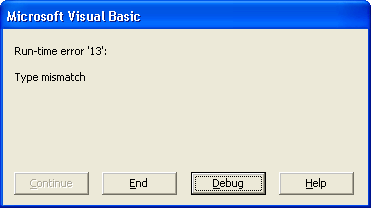 Microsoft Visual Basic
Run-time error '13':
Type mismatch
Continue End Debug Help